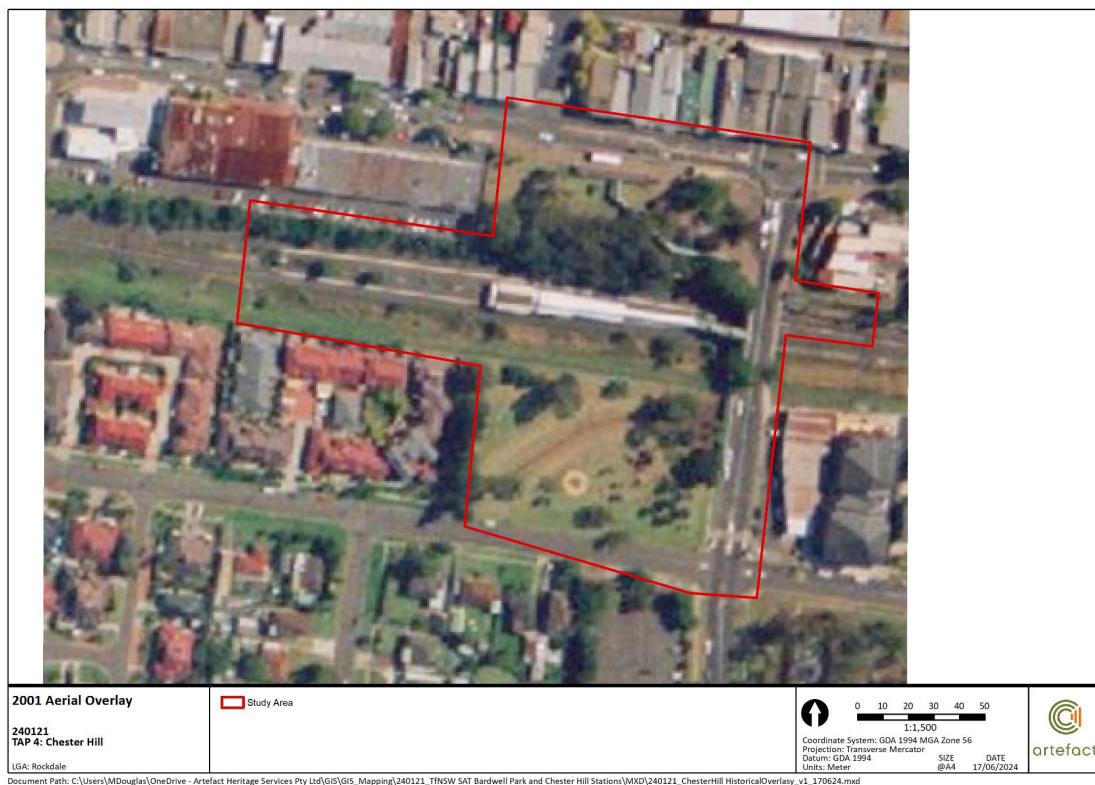 2001 Aerial Overlay
240121
TAP 4: Chester Hill
LGA: Rockdale
Study Area
0 10 20 30 40 50
1:1,500
Coordinate System: GDA 1994 MGA Zone 56
Projection: Transverse Mercator
Datum: GDA 1994
Units: Meter
SIZE
@A4
DATE
17/06/2024
artefact
Document Path: C:\Users\MDouglas\OneDrive - Artefact Heritage Services Pty Ltd\GIS\GIS_Mapping\240121_TfNSW SAT Bardwell Park and Chester Hill Stations\MXD\240121_ChesterHill HistoricalOverlasy_v1_170624.mxd